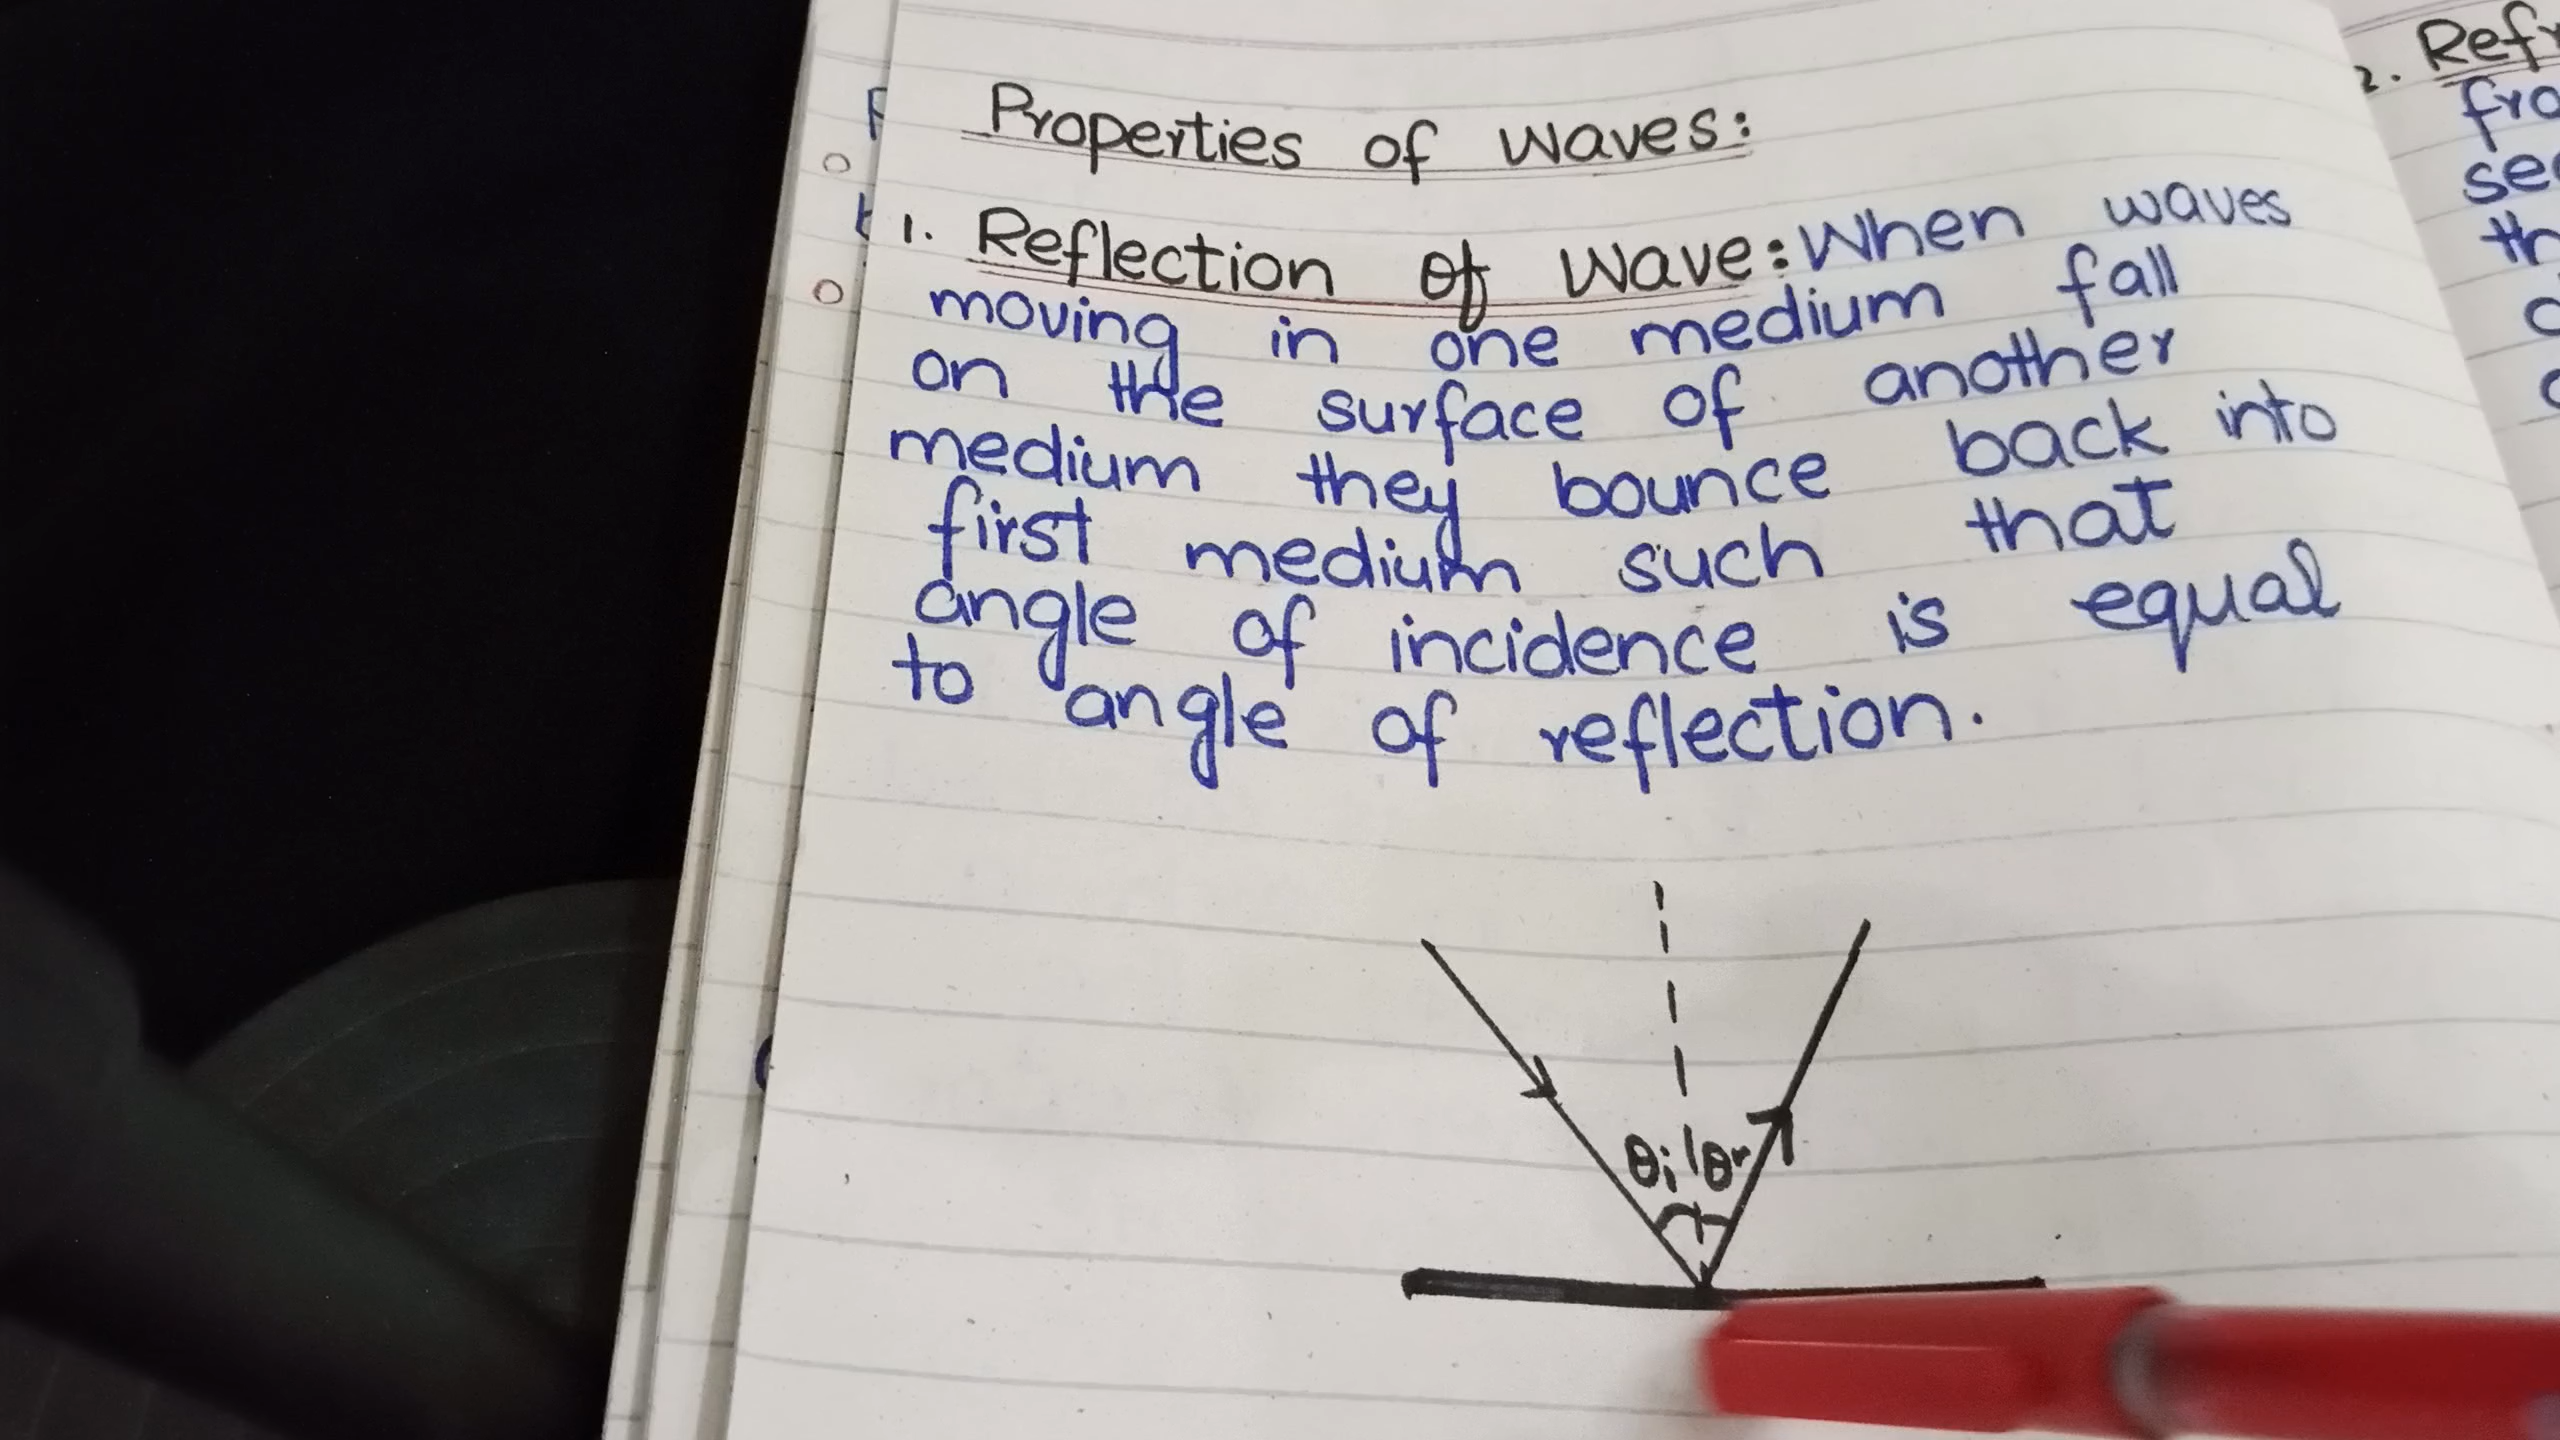 Properties of waves:
1. Reflection of wave: When waves
moving in one medium fall
on the surface of another
medium they bounce back into
first medium such that
angle of incidence is equal
to angle of reflection.
θi θr
2.